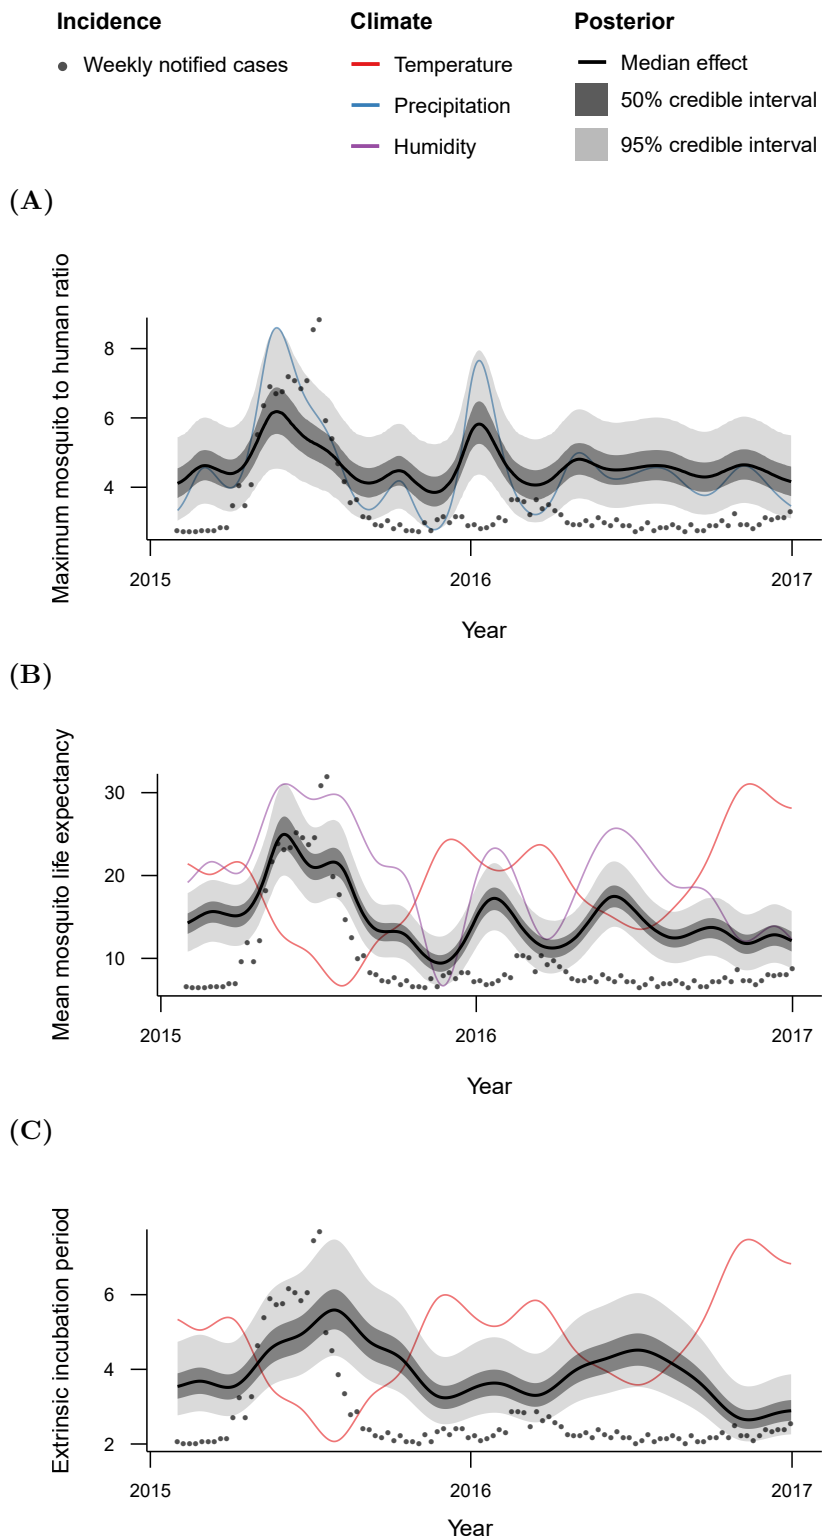 Incidence
Weekly notified cases
Climate
Temperature
Precipitation
Humidity
Posterior
Median effect
50% credible interval
95% credible interval
(A)
Maximum mosquito to human ratio
8
6
4
2015
2016
2017
Year
(B)
Mean mosquito life expectancy
30
20
10
2015
2016
2017
Year
(C)
Extrinsic incubation period
6
4
2
2015
2016
2017
Year